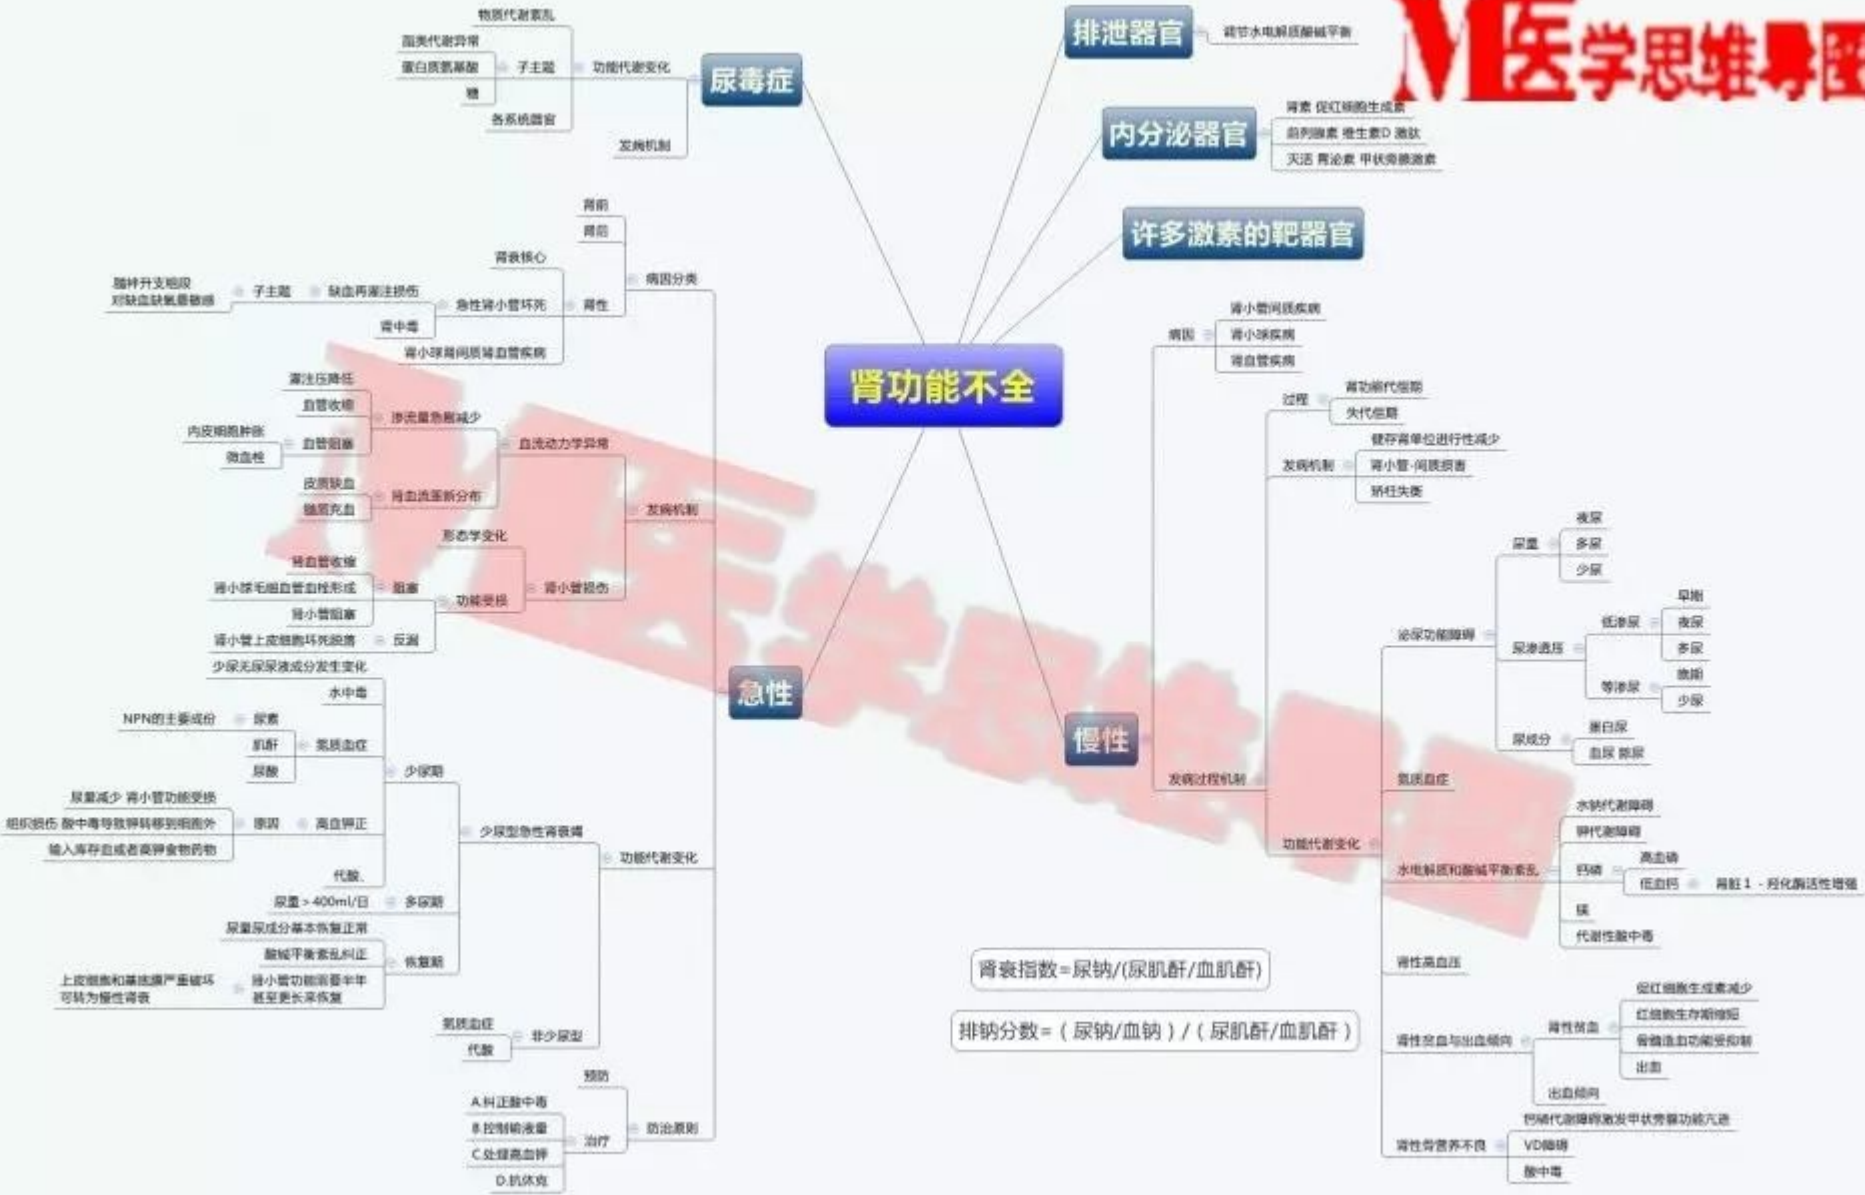 M医学思维导图
肾功能不全
排泄器官
调节水电解质酸碱平衡
内分泌器官
肾素 促红细胞生成素
前列腺素 维生素D 激肽
灭活 胃泌素 甲状旁腺激素
许多激素的靶器官
尿毒症
功能代谢变化
物质代谢紊乱
子主题
脂类代谢异常
蛋白质氨基酸
糖
各系统器官
发病机制
急性
病因分类
肾前
肾后
肾性
肾衰核心
急性肾小管坏死
缺血再灌注损伤
子主题
髓袢升支粗段
对缺血缺氧最敏感
肾中毒
肾小球肾间质肾血管疾病
发病机制
血流动力学异常
渗流量急剧减少
灌注压降低
血管收缩
血管阻塞
内皮细胞肿胀
微血栓
肾血流重新分布
皮质缺血
髓质充血
肾小管损伤
形态学变化
功能受损
阻塞
肾血管收缩
肾小球毛细血管血栓形成
肾小管阻塞
反漏
肾小管上皮细胞坏死脱落
功能代谢变化
少尿型急性肾衰竭
少尿期
少尿无尿尿液成分发生变化
水中毒
氮质血症
尿素
NPN的主要成份
肌酐
尿酸
高血钾正
原因
尿量减少 肾小管功能受损
组织损伤 酸中毒导致钾转移到细胞外
输入库存血或者高钾食物药物
代酸、
多尿期
尿量＞400ml/日
恢复期
尿量尿成分基本恢复正常
酸碱平衡紊乱纠正
肾小管功能需要半年
甚至更长来恢复
上皮细胞和基底膜严重破坏
可转为慢性肾衰
非少尿型
氮质血症
代酸
防治原则
预防
治疗
A.纠正酸中毒
B.控制输液量
C.处理高血钾
D.抗休克
慢性
病因
肾小管间质疾病
肾小球疾病
肾血管疾病
发病过程机制
过程
肾功能代偿期
失代偿期
发病机制
健存肾单位进行性减少
肾小管-间质损害
矫枉失衡
功能代谢变化
泌尿功能障碍
尿量
夜尿
多尿
少尿
尿渗透压
低渗尿
早期
夜尿
多尿
等渗尿
晚期
少尿
尿成分
蛋白尿
血尿 脓尿
氮质血症
水电解质和酸碱平衡紊乱
水钠代谢障碍
钾代谢障碍
钙磷
高血磷
低血钙
肾脏１－羟化酶活性增强
镁
代谢性酸中毒
肾性高血压
肾性贫血与出血倾向
肾性贫血
促红细胞生成素减少
红细胞生存期缩短
骨髓造血功能受抑制
出血
出血倾向
肾性骨营养不良
钙磷代谢障碍激发甲状旁腺功能亢进
VD障碍
酸中毒
肾衰指数=尿钠/(尿肌酐/血肌酐)
排钠分数=（尿钠/血钠）/（尿肌酐/血肌酐）
M医学思维导图